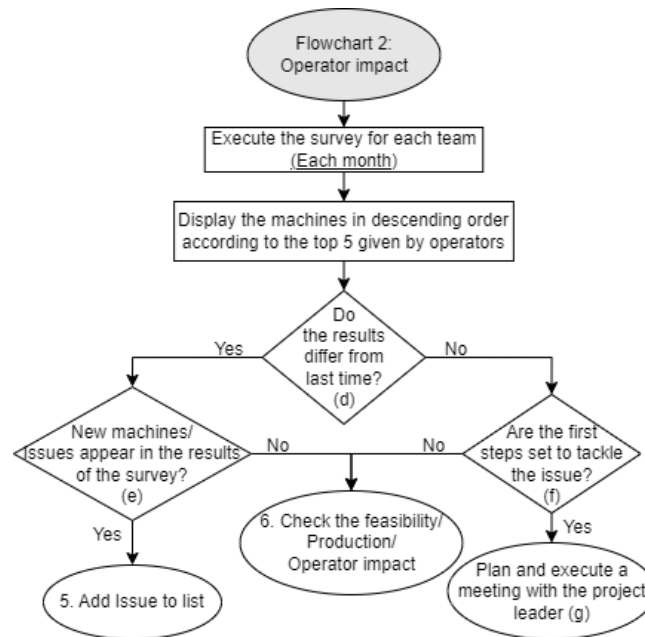 Flowchart 2:
Operator impact
Execute the survey for each team
(Each month)
Display the machines in descending order
according to the top 5 given by operators
Do
the results
differ from
last time?
(d)
Yes
No
New machines/
Issues appear in the results
of the survey?
(e)
No
No
Are the first
steps set to tackle
the issue?
(f)
Yes
5. Add Issue to list
6. Check the feasibility/
Production/
Operator impact
Yes
Plan and execute a
meeting with the project
leader (g)